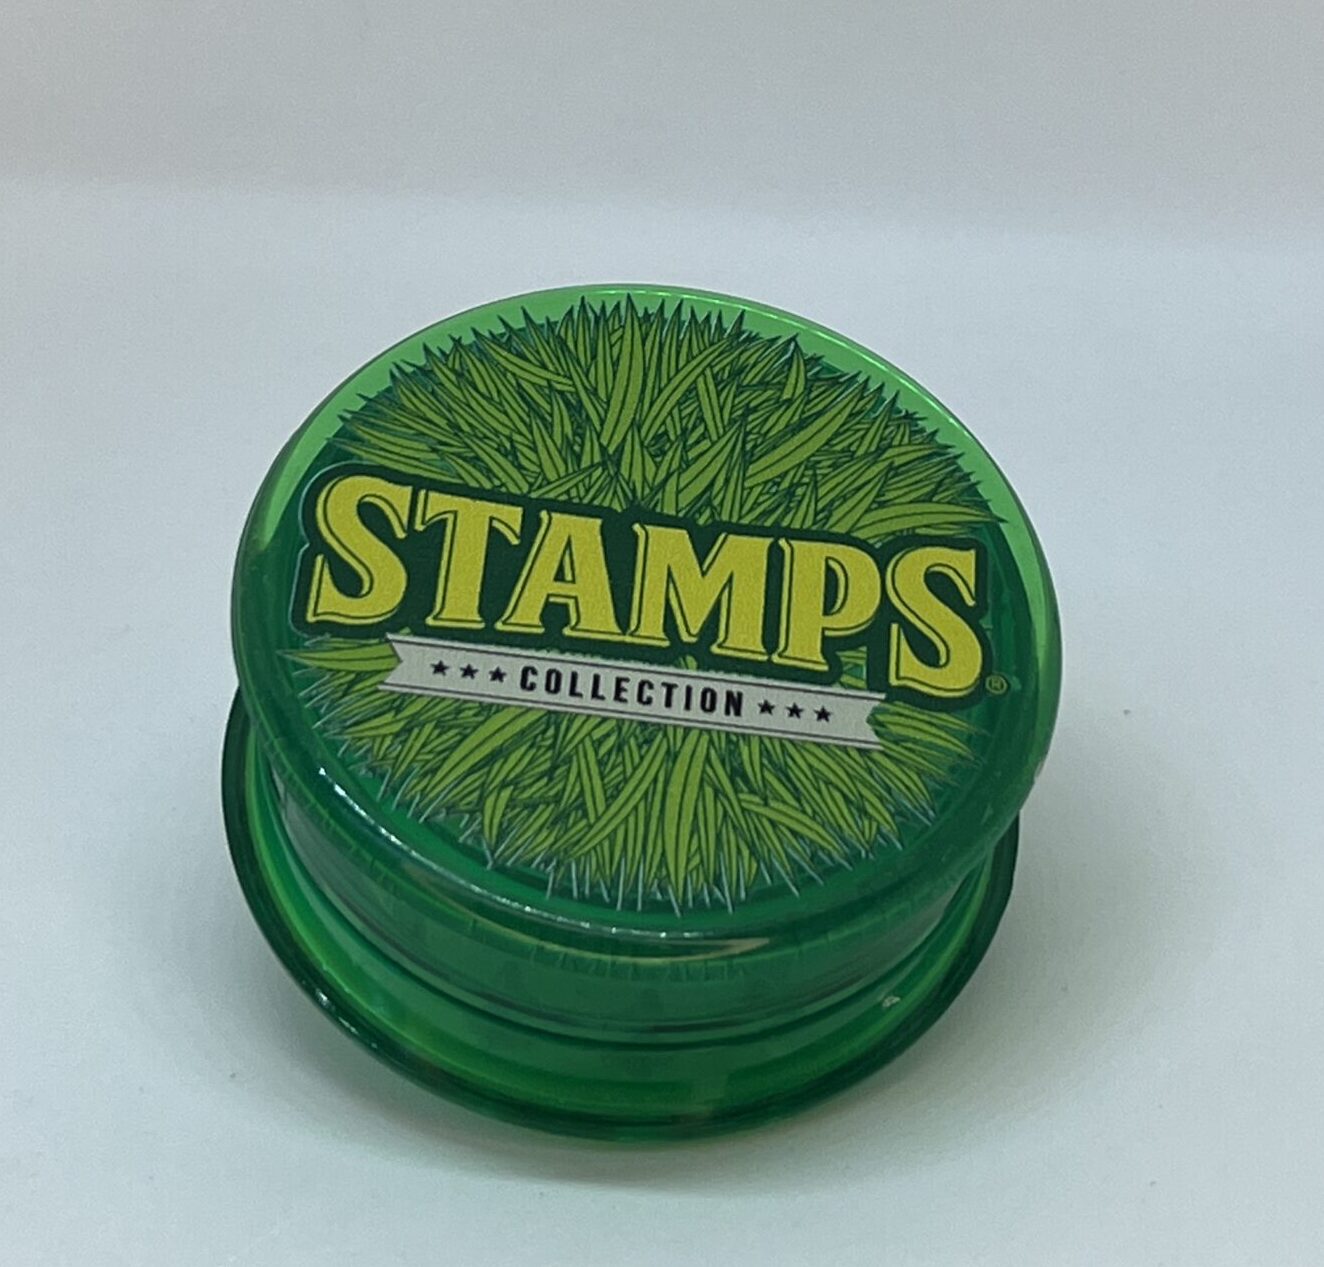 STAMPS
®
★★★ COLLECTION ★★★